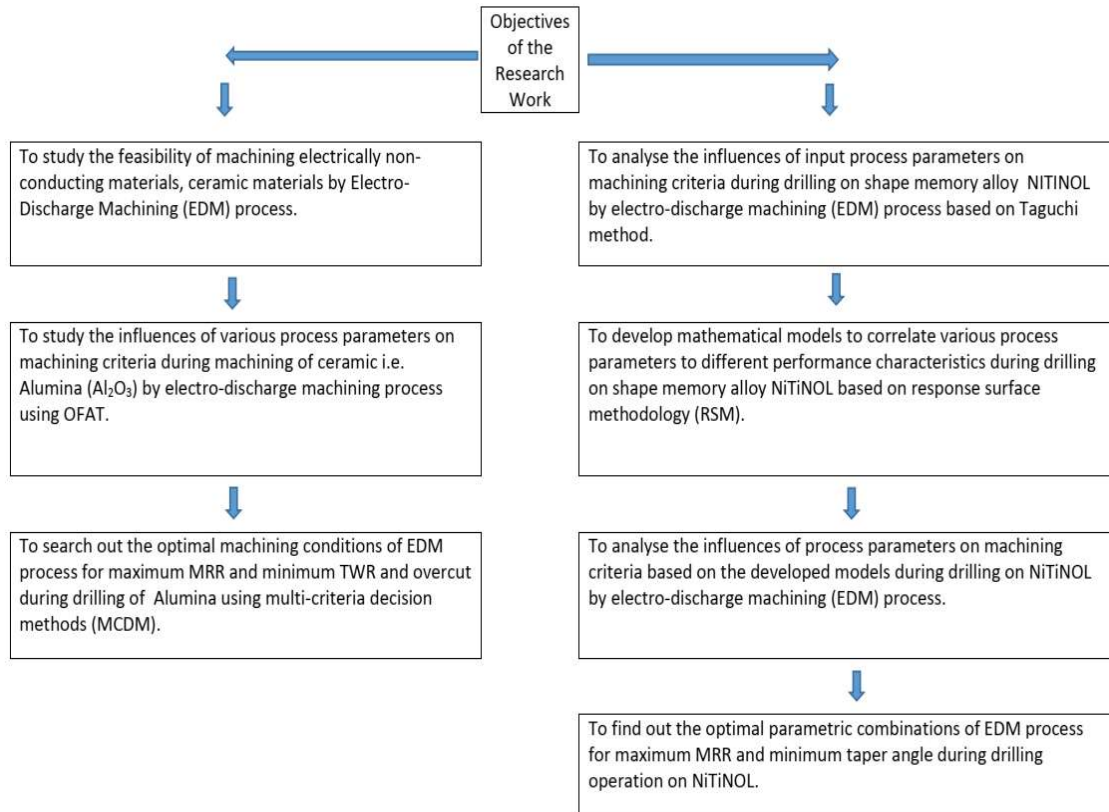 Objectives
of the
Research
Work
To study the feasibility of machining electrically non-
conducting materials, ceramic materials by Electro-
Discharge Machining (EDM) process.
To study the influences of various process parameters on
machining criteria during machining of ceramic i.e.
Alumina (Al₂O₃) by electro-discharge machining process
using OFAT.
To search out the optimal machining conditions of EDM
process for maximum MRR and minimum TWR and overcut
during drilling of Alumina using multi-criteria decision
methods (MCDM).
To analyse the influences of input process parameters on
machining criteria during drilling on shape memory alloy NITINOL
by electro-discharge machining (EDM) process based on Taguchi
method.
To develop mathematical models to correlate various process
parameters to different performance characteristics during drilling
on shape memory alloy NiTiNOL based on response surface
methodology (RSM).
To analyse the influences of process parameters on machining
criteria based on the developed models during drilling on NiTiNOL
by electro-discharge machining (EDM) process.
To find out the optimal parametric combinations of EDM process
for maximum MRR and minimum taper angle during drilling
operation on NiTiNOL.